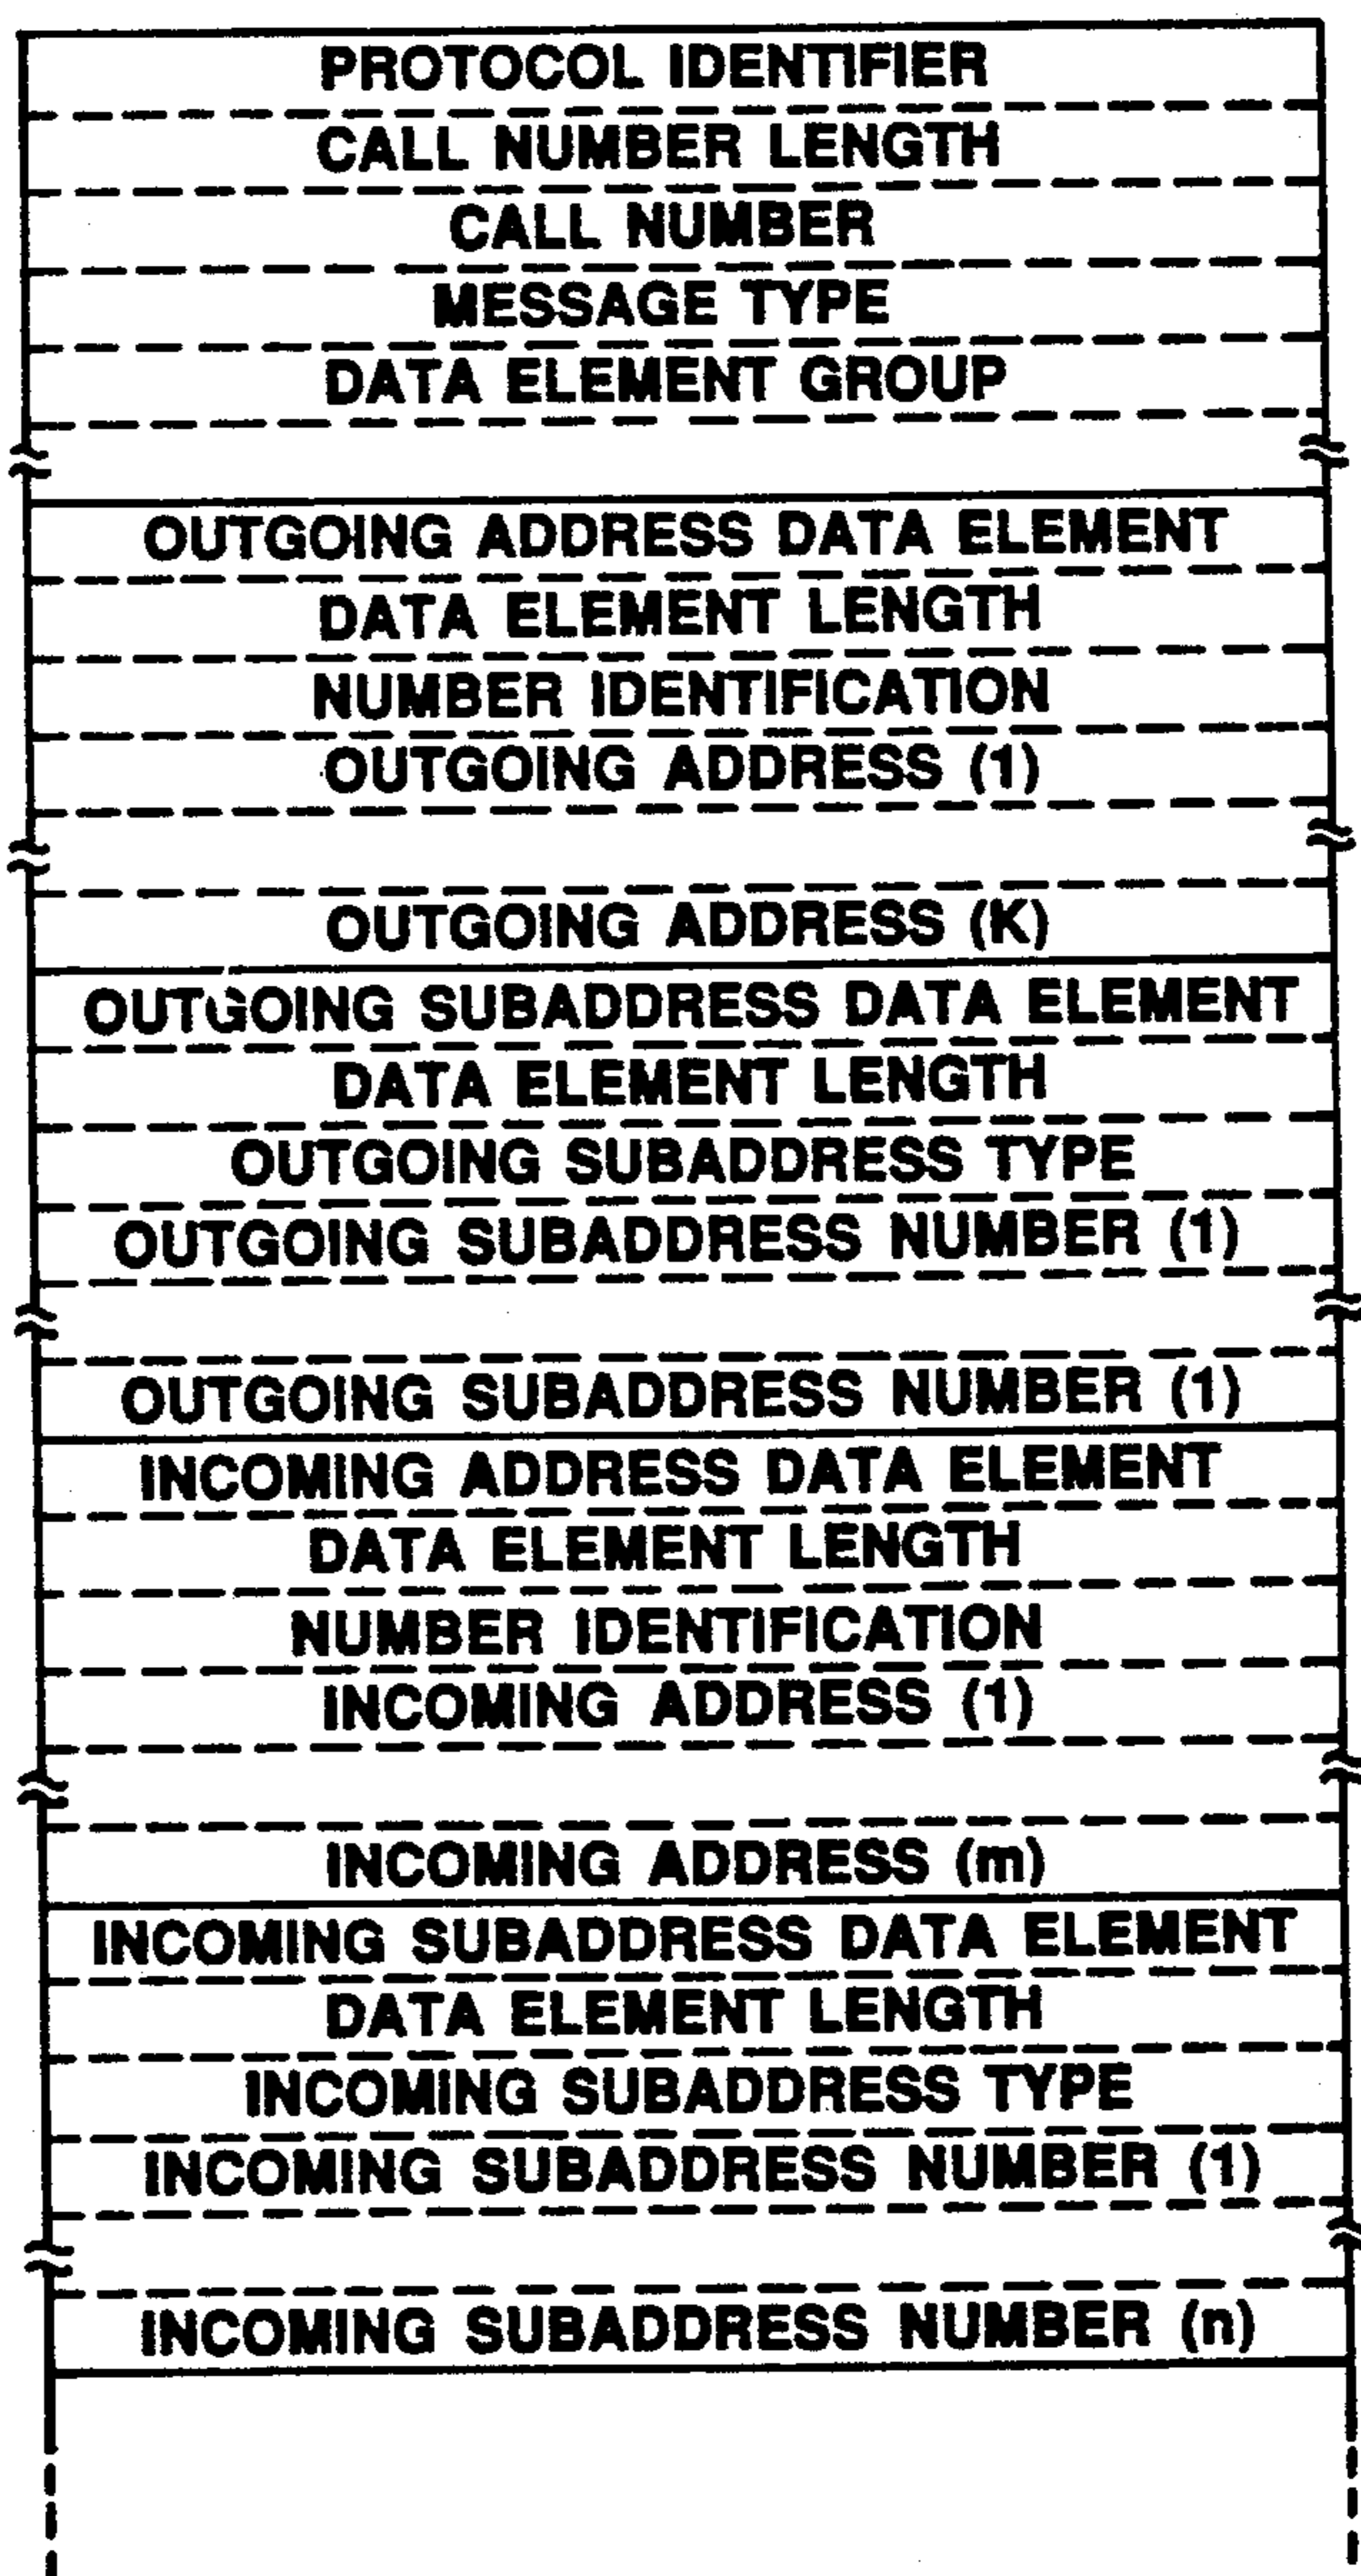 PROTOCOL IDENTIFIER
CALL NUMBER LENGTH
CALL NUMBER
MESSAGE TYPE
DATA ELEMENT GROUP
OUTGOING ADDRESS DATA ELEMENT
DATA ELEMENT LENGTH
NUMBER IDENTIFICATION
OUTGOING ADDRESS (1)
OUTGOING ADDRESS (K)
OUTGOING SUBADDRESS DATA ELEMENT
DATA ELEMENT LENGTH
OUTGOING SUBADDRESS TYPE
OUTGOING SUBADDRESS NUMBER (1)
OUTGOING SUBADDRESS NUMBER (1)
INCOMING ADDRESS DATA ELEMENT
DATA ELEMENT LENGTH
NUMBER IDENTIFICATION
INCOMING ADDRESS (1)
INCOMING ADDRESS (m)
INCOMING SUBADDRESS DATA ELEMENT
DATA ELEMENT LENGTH
INCOMING SUBADDRESS TYPE
INCOMING SUBADDRESS NUMBER (1)
INCOMING SUBADDRESS NUMBER (n)